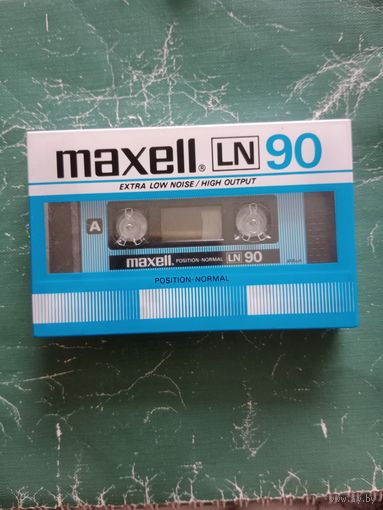 maxell® LN 90
EXTRA LOW NOISE/HIGH OUTPUT
A
maxell. POSITION·NORMAL LN 90
POSITION·NORMAL